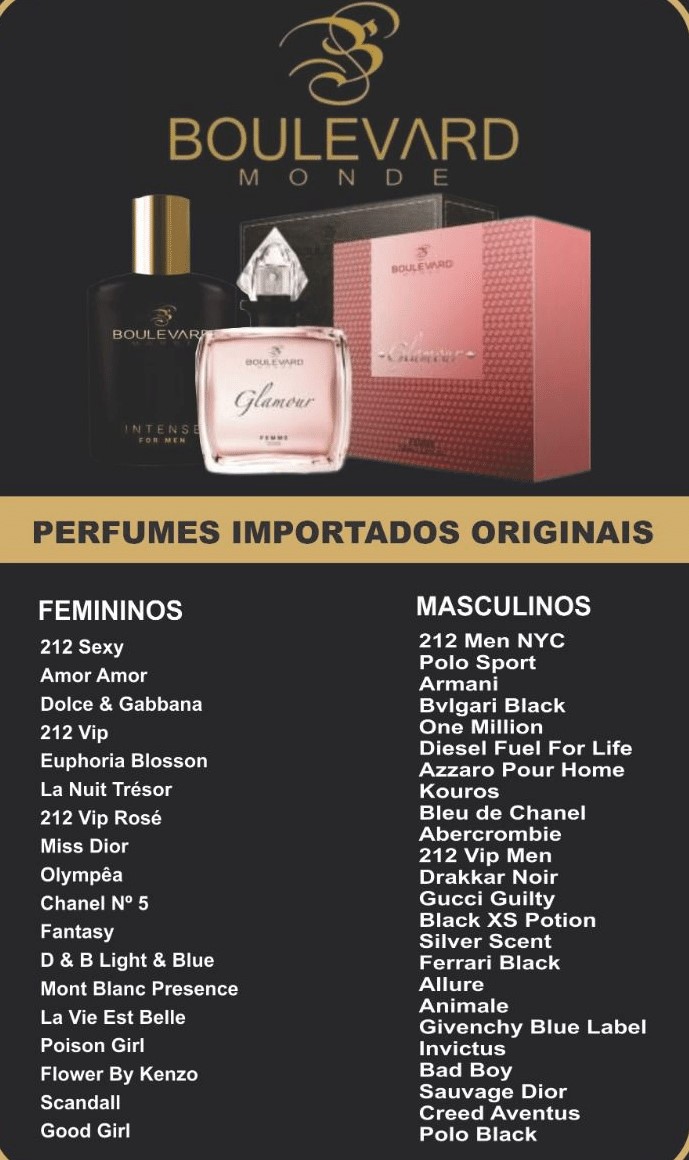 BOULEVARD
MONDE
BOULEVARD
INTENSE
FOR MEN
BOULEVARD
MONDE
Glamour
FEMME
BOULEVARD
MONDE
Glamour
PERFUMES IMPORTADOS ORIGINAIS
FEMININOS
212 Sexy
Amor Amor
Dolce & Gabbana
212 Vip
Euphoria Blosson
La Nuit Trésor
212 Vip Rosé
Miss Dior
Olympêa
Chanel Nº 5
Fantasy
D & B Light & Blue
Mont Blanc Presence
La Vie Est Belle
Poison Girl
Flower By Kenzo
Scandall
Good Girl
MASCULINOS
212 Men NYC
Polo Sport
Armani
Bvlgari Black
One Million
Diesel Fuel For Life
Azzaro Pour Home
Kouros
Bleu de Chanel
Abercrombie
212 Vip Men
Drakkar Noir
Gucci Guilty
Black XS Potion
Silver Scent
Ferrari Black
Allure
Animale
Givenchy Blue Label
Invictus
Bad Boy
Sauvage Dior
Creed Aventus
Polo Black